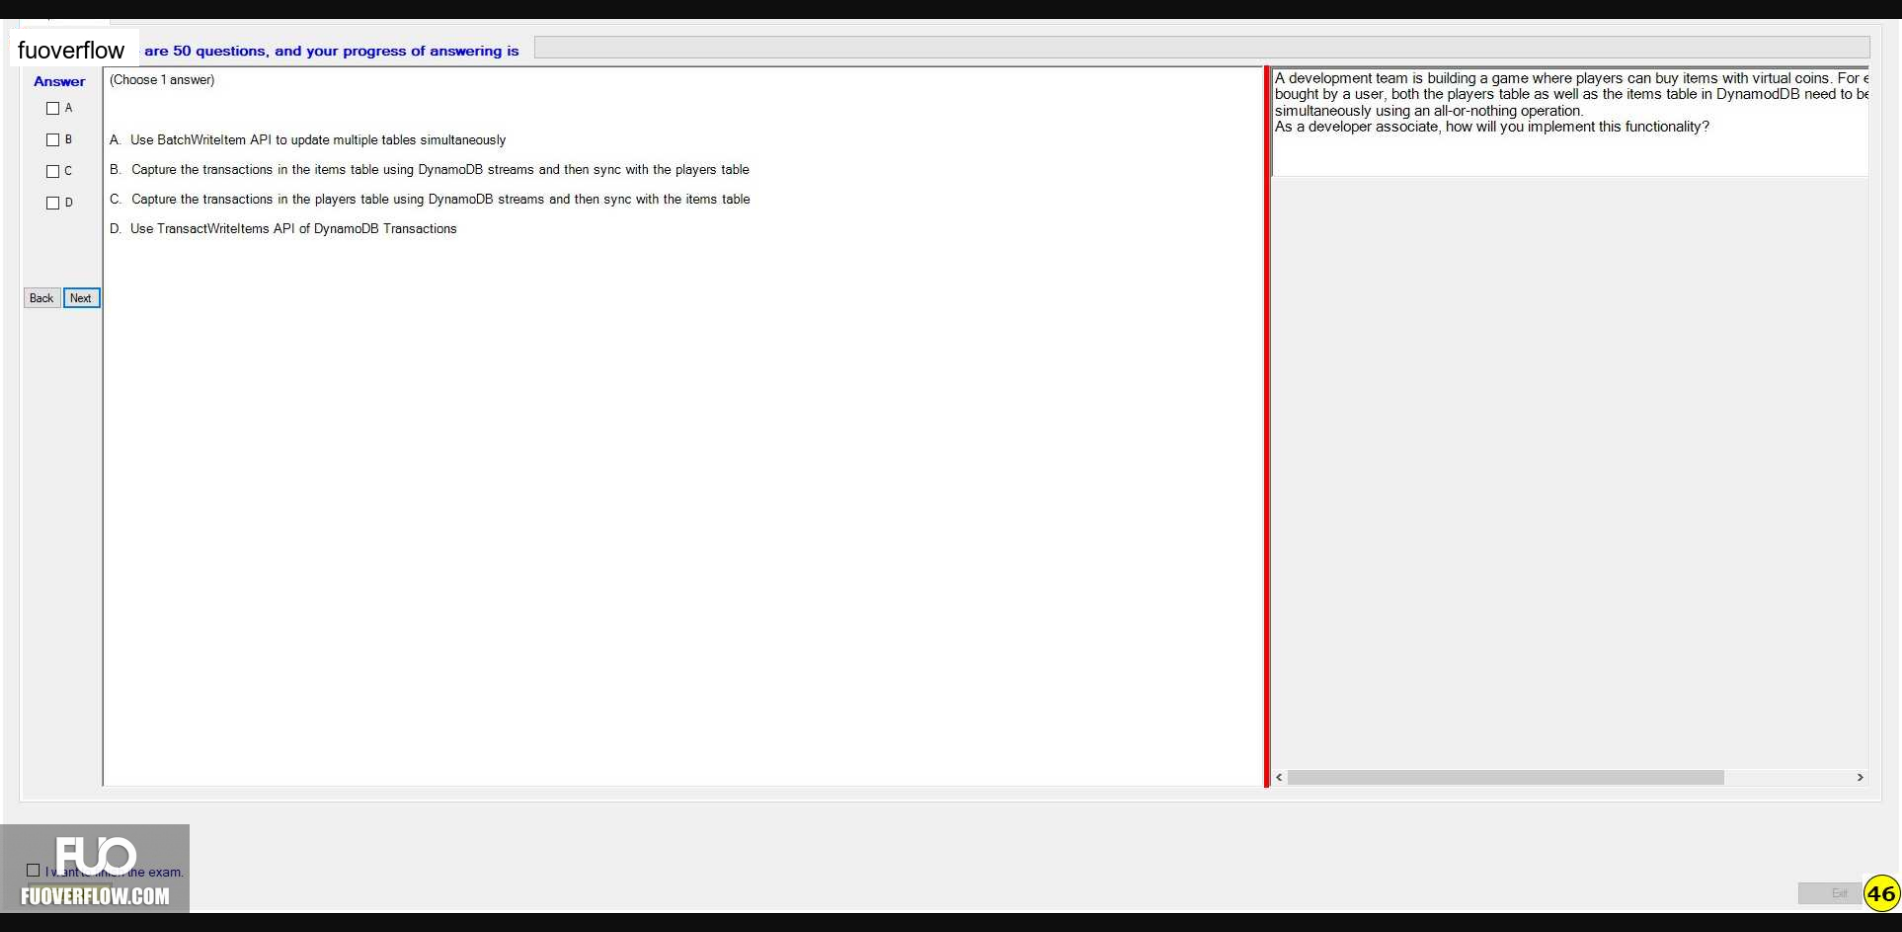 fuoverflow are 50 questions, and your progress of answering is
Answer
A
B
C
D
Back Next
(Choose 1 answer)
A. Use BatchWriteItem API to update multiple tables simultaneously
B. Capture the transactions in the items table using DynamoDB streams and then sync with the players table
C. Capture the transactions in the players table using DynamoDB streams and then sync with the items table
D. Use TransactWriteItems API of DynamoDB Transactions
A development team is building a game where players can buy items with virtual coins. For
bought by a user, both the players table as well as the items table in DynamodDB need to be
simultaneously using an all-or-nothing operation.
As a developer associate, how will you implement this functionality?
FUO
I want the exam.
FUOVERFLOW.COM
Exit
46